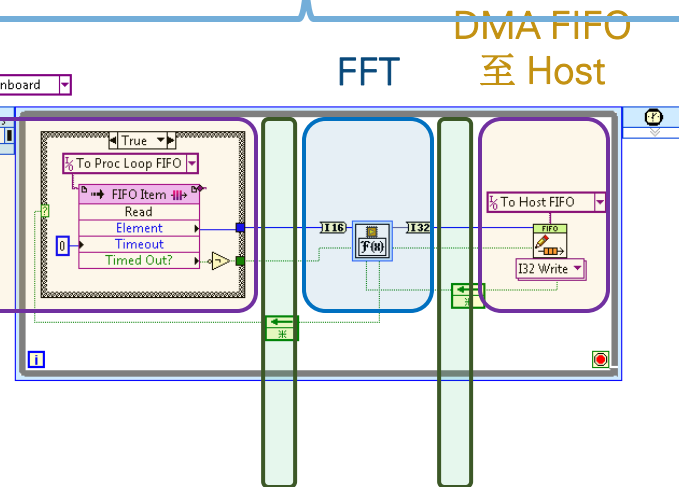 DMA FIFO
至 Host
FFT
nboard
True
To Proc Loop FIFO
FIFO Item
Read
Element
0
Timeout
Timed Out?
?
I16
F(x)
I32
To Host FIFO
FIFO
I32 Write
i